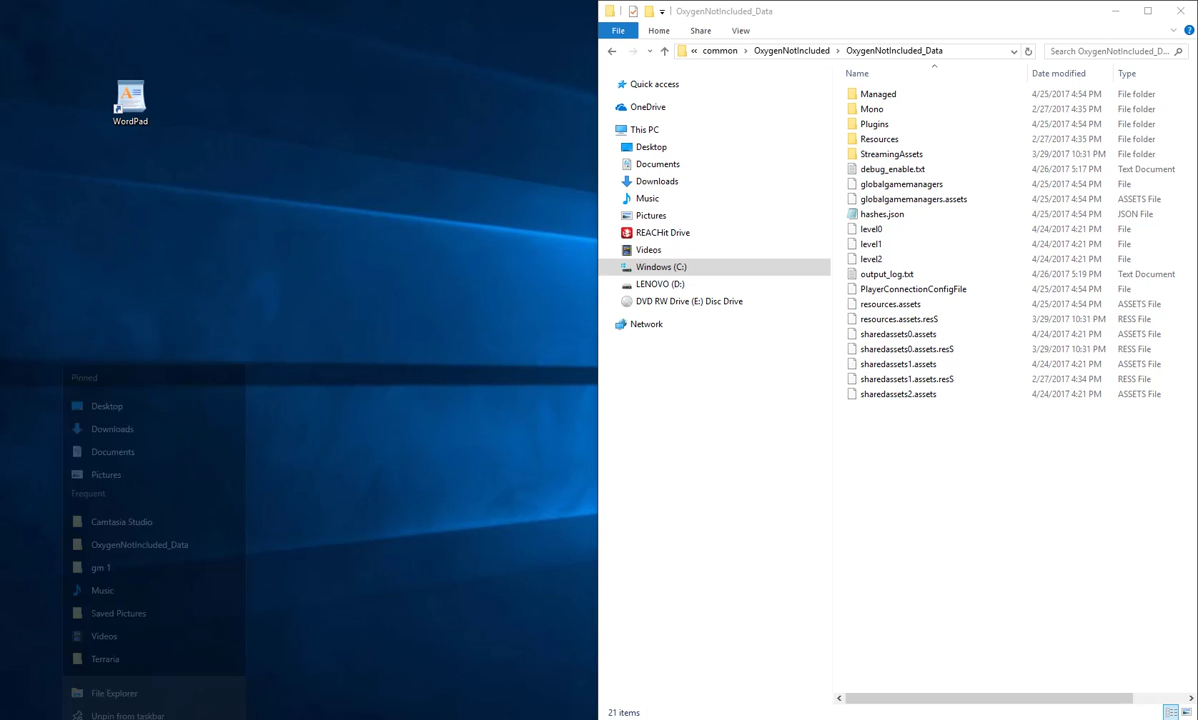 WordPad
Pinned
Desktop
Downloads
Documents
Pictures
Frequent
Camtasia Studio
OxygenNotIncluded_Data
gm 1
Music
Saved Pictures
Videos
Terraria
File Explorer
Unpin from taskbar
OxygenNotIncluded_Data
File Home Share View
« common > OxygenNotIncluded > OxygenNotIncluded_Data
Search OxygenNotIncluded_D...
Quick access
OneDrive
This PC
Desktop
Documents
Downloads
Music
Pictures
REACHit Drive
Videos
Windows (C:)
LENOVO (D:)
DVD RW Drive (E:) Disc Drive
Network
Name Date modified Type
Managed 4/25/2017 4:54 PM File folder
Mono 2/27/2017 4:35 PM File folder
Plugins 4/25/2017 4:54 PM File folder
Resources 2/27/2017 4:35 PM File folder
StreamingAssets 3/29/2017 10:31 PM File folder
debug_enable.txt 4/26/2017 5:17 PM Text Document
globalgamemanagers 4/25/2017 4:54 PM File
globalgamemanagers.assets 4/25/2017 4:54 PM ASSETS File
hashes.json 4/25/2017 4:54 PM JSON File
level0 4/24/2017 4:21 PM File
level1 4/24/2017 4:21 PM File
level2 4/24/2017 4:21 PM File
output_log.txt 4/26/2017 5:19 PM Text Document
PlayerConnectionConfigFile 4/25/2017 4:54 PM File
resources.assets 4/25/2017 4:54 PM ASSETS File
resources.assets.resS 3/29/2017 10:31 PM RESS File
sharedassets0.assets 4/24/2017 4:21 PM ASSETS File
sharedassets0.assets.resS 3/29/2017 10:31 PM RESS File
sharedassets1.assets 4/24/2017 4:21 PM ASSETS File
sharedassets1.assets.resS 2/27/2017 4:34 PM RESS File
sharedassets2.assets 4/24/2017 4:21 PM ASSETS File
21 items